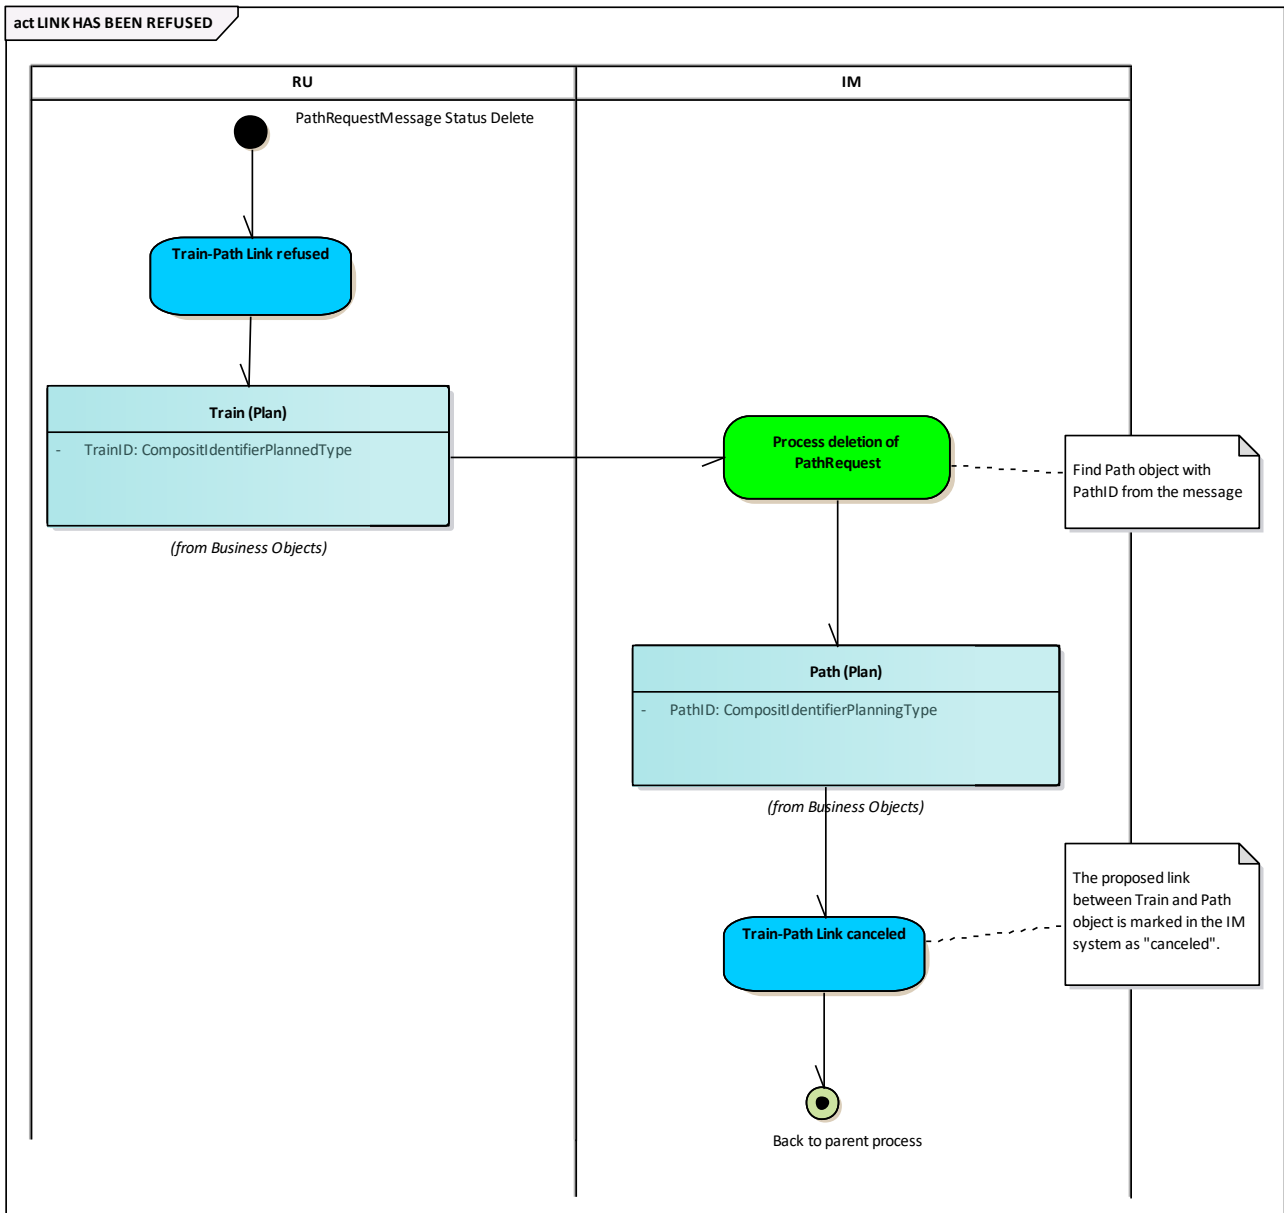 act LINK HAS BEEN REFUSED
RU
IM
PathRequestMessage Status Delete
Train-Path Link refused
Train (Plan)
- TrainID: CompositIdentifierPlannedType
(from Business Objects)
Process deletion of
PathRequest
Find Path object with
PathID from the message
Path (Plan)
- PathID: CompositIdentifierPlanningType
(from Business Objects)
The proposed link
between Train and Path
object is marked in the IM
system as "canceled".
Train-Path Link canceled
Back to parent process